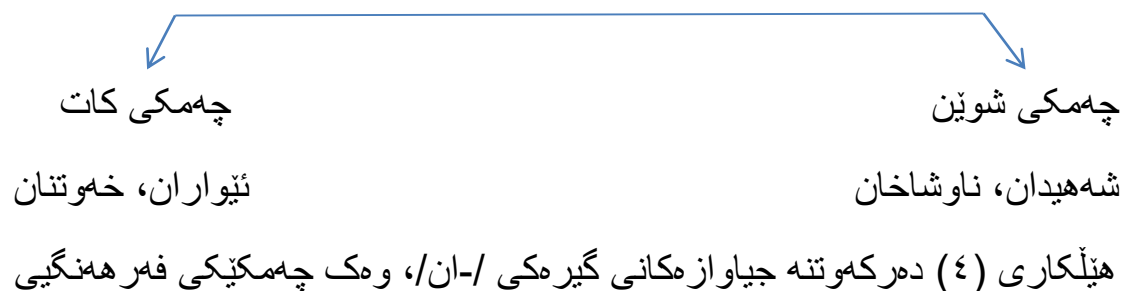 چەمکی شوێن چەمکی کات
شەهیدان، ناوشاخان ئێواران، خەوتنان
هێڵکاری (٤) دەرکەوتنە جیاوازەکانی گیرەکی /-ان/، وەک چەمکێکی فەرهەنگیی